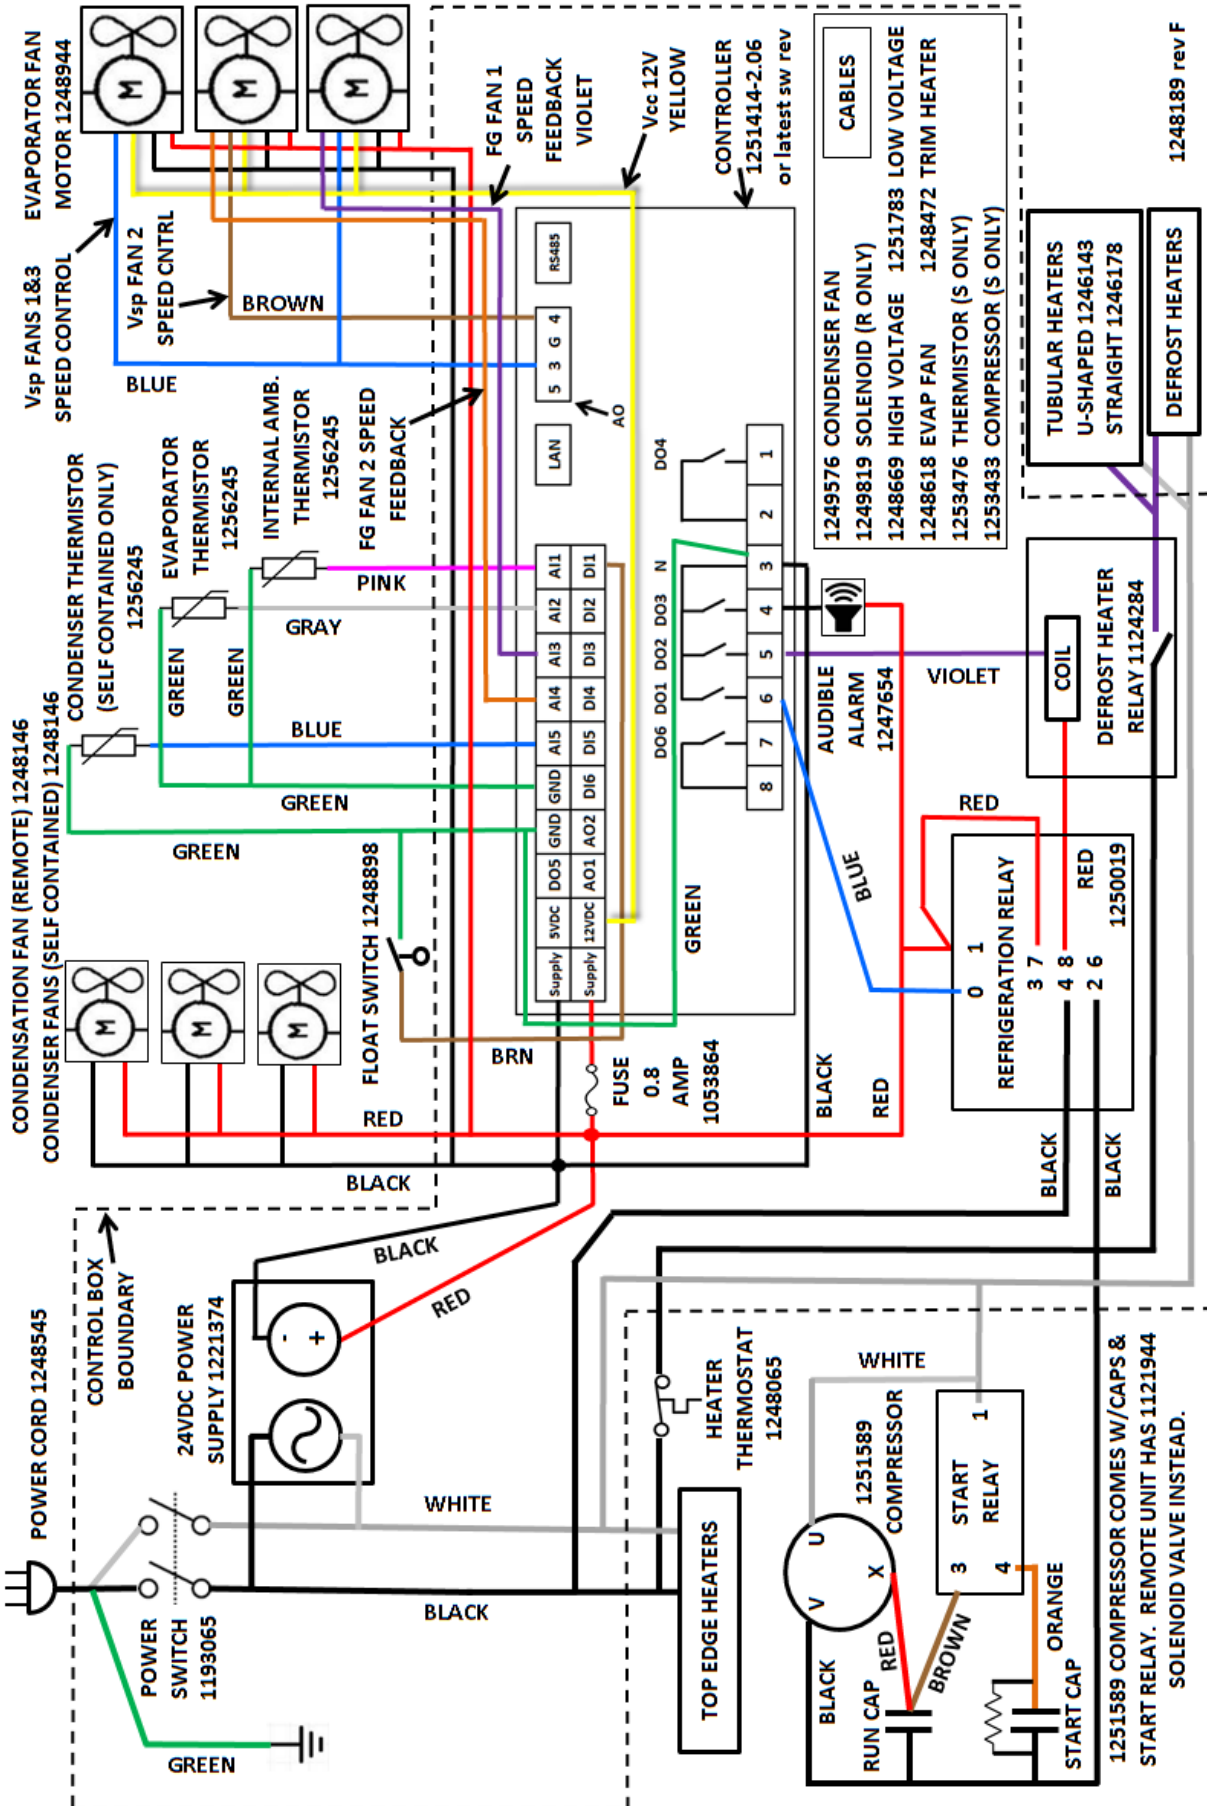 POWER CORD 1248545
CONTROL BOX
BOUNDARY
24VDC POWER
SUPPLY 1221374
-
+
POWER
SWITCH
1193065
GREEN
WHITE
BLACK
BLACK
RED
TOP EDGE HEATERS
HEATER
THERMOSTAT
1248065
WHITE
1251589
COMPRESSOR
U
V
X
START
RELAY
1
3
4
BLACK
RED
BROWN
ORANGE
RUN CAP
START CAP
1251589 COMPRESSOR COMES W/CAPS &
START RELAY. REMOTE UNIT HAS 1121944
SOLENOID VALVE INSTEAD.
CONDENSATION FAN (REMOTE) 1248146
CONDENSER FANS (SELF CONTAINED) 1248146
M
M
M
RED
BLACK
CONDENSER THERMISTOR
(SELF CONTAINED ONLY)
1256245
EVAPORATOR
THERMISTOR
1256245
INTERNAL AMB.
THERMISTOR
1256245
FG FAN 2 SPEED
FEEDBACK
GREEN
GREEN
BLUE
GREEN
GREEN
GRAY
PINK
FLOAT SWITCH 1248898
BRN
FUSE
0.8
AMP
1053864
Vsp FANS 1&3
SPEED CONTROL
EVAPORATOR FAN
MOTOR 1248944
Vsp FAN 2
SPEED CNTRL
BROWN
BLUE
M
M
M
FG FAN 1
SPEED
FEEDBACK
VIOLET
Vcc 12V
YELLOW
CONTROLLER
1251414-2.06
or latest sw rev
Supply 5VDC DO5 GND GND AI5 AI4 AI3 AI2 AI1
Supply 12VDC AO1 AO2 DI6 DI5 DI4 DI3 DI2 DI1
LAN
5 3 G 4
RS485
AO
GREEN
DO6 DO1 DO2 DO3 N DO4
8 7 6 5 4 3 2 1
BLACK
RED
BLUE
AUDIBLE
ALARM
1247654
VIOLET
RED
REFRIGERATION RELAY
0 1
3 7
4 8
2 6
RED
1250019
BLACK
BLACK
COIL
DEFROST HEATER
RELAY 1124284
CABLES
1249576 CONDENSER FAN
1249819 SOLENOID (R ONLY)
1248669 HIGH VOLTAGE 1251783 LOW VOLTAGE
1248618 EVAP FAN 1248472 TRIM HEATER
1253476 THERMISTOR (S ONLY)
1253433 COMPRESSOR (S ONLY)
TUBULAR HEATERS
U-SHAPED 1246143
STRAIGHT 1246178
DEFROST HEATERS
1248189 rev F